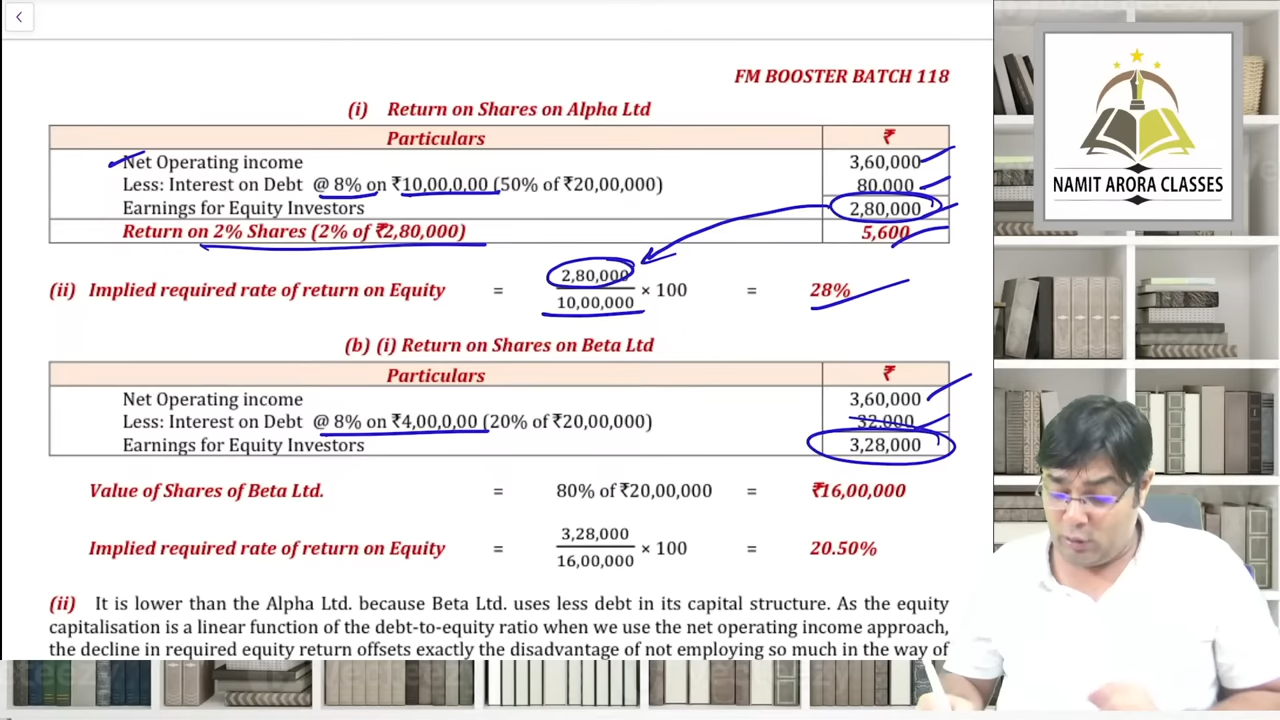 FM BOOSTER BATCH 118
(i) Return on Shares on Alpha Ltd
Particulars ₹
Net Operating income 3,60,000
Less: Interest on Debt @ 8% on ₹10,00,0,00 (50% of ₹20,00,000) 80,000
Earnings for Equity Investors 2,80,000
Return on 2% Shares (2% of ₹2,80,000) 5,600
(ii) Implied required rate of return on Equity = 2,80,000 / 10,00,000 × 100 = 28%
(b) (i) Return on Shares on Beta Ltd
Particulars ₹
Net Operating income 3,60,000
Less: Interest on Debt @ 8% on ₹4,00,0,00 (20% of ₹20,00,000) 32,000
Earnings for Equity Investors 3,28,000
Value of Shares of Beta Ltd. = 80% of ₹20,00,000 = ₹16,00,000
Implied required rate of return on Equity = 3,28,000 / 16,00,000 × 100 = 20.50%
(ii) It is lower than the Alpha Ltd. because Beta Ltd. uses less debt in its capital structure. As the equity
capitalisation is a linear function of the debt-to-equity ratio when we use the net operating income approach,
the decline in required equity return offsets exactly the disadvantage of not employing so much in the way of
NAMIT ARORA CLASSES